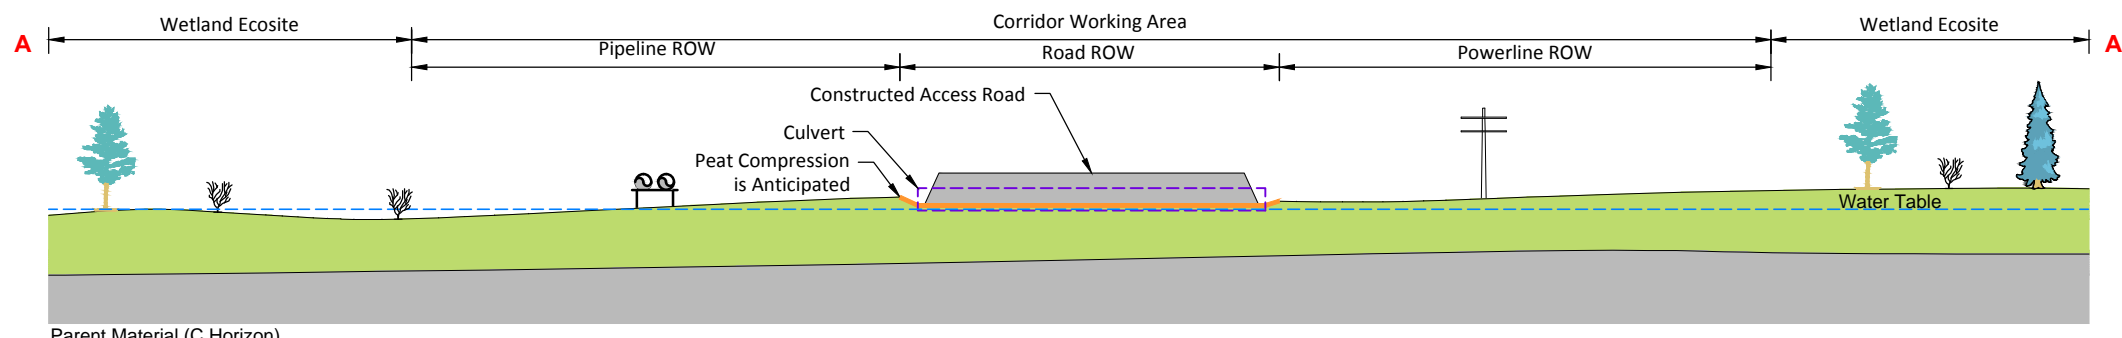 Wetland Ecosite
Corridor Working Area
Wetland Ecosite
A
A
Pipeline ROW
Road ROW
Powerline ROW
Constructed Access Road
Culvert
Peat Compression
is Anticipated
Water Table
Parent Material (C Horizon)